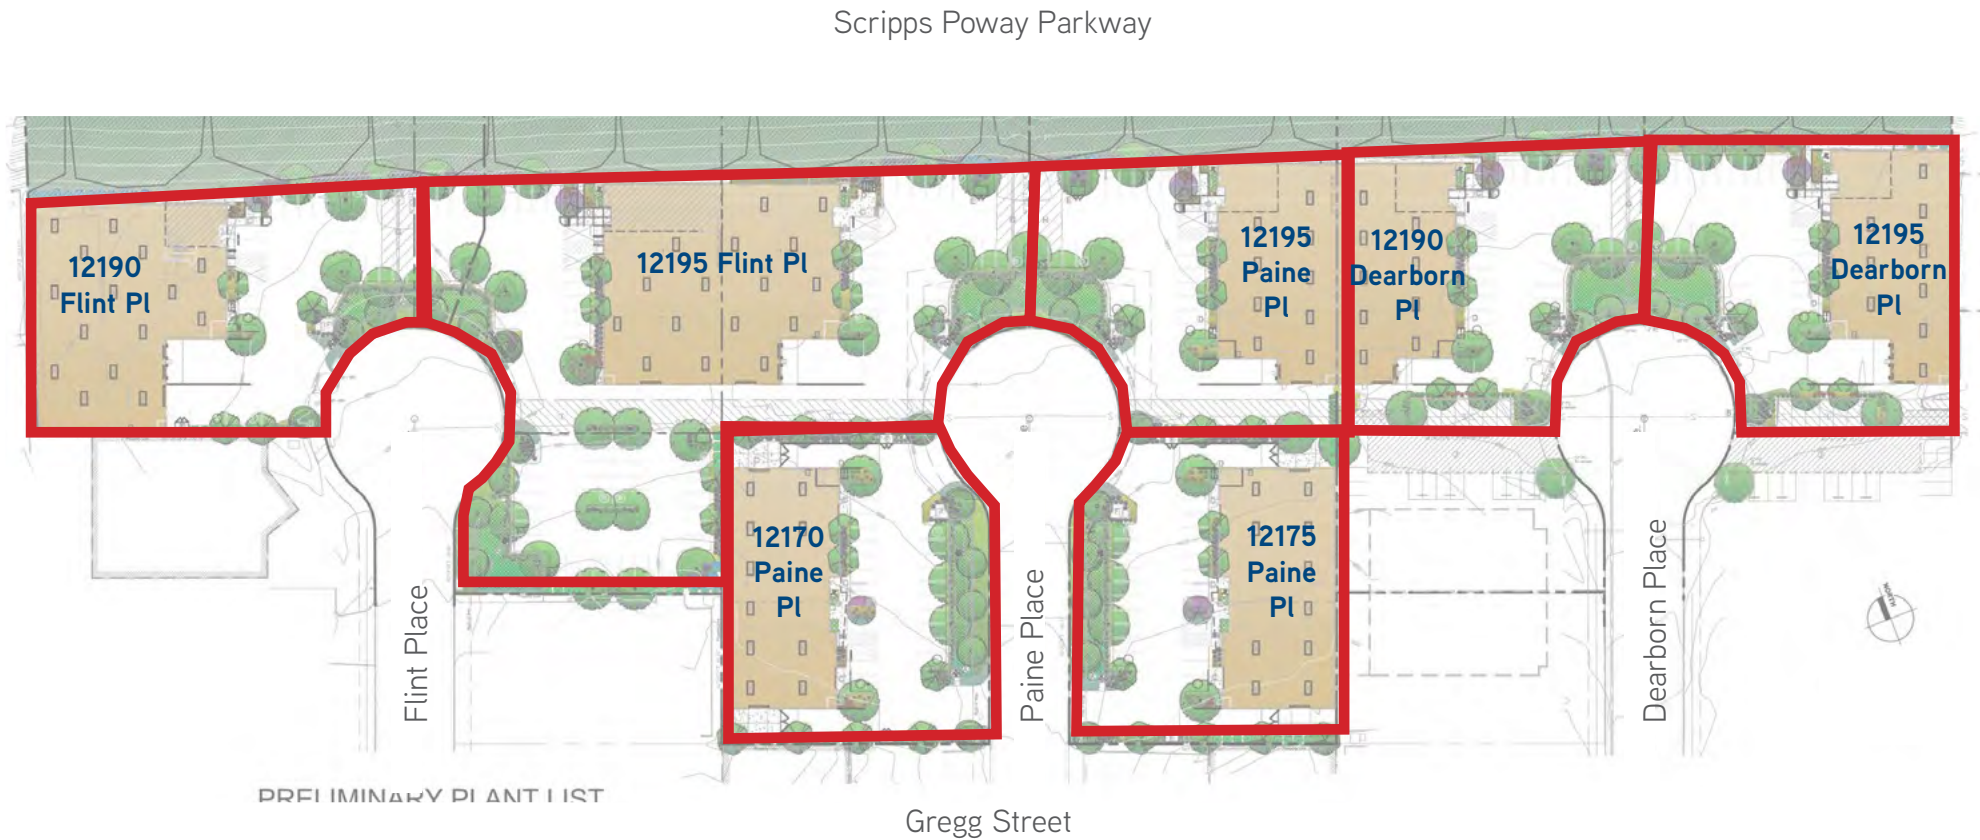 Scripps Poway Parkway
12190
Flint Pl
12195 Flint Pl
12195
Paine
Pl
12190
Dearborn
Pl
12195
Dearborn
Pl
12170
Paine
Pl
12175
Paine
Pl
Flint Place
Paine Place
Dearborn Place
NORTH
PRELIMINARY PLANT LIST
Gregg Street